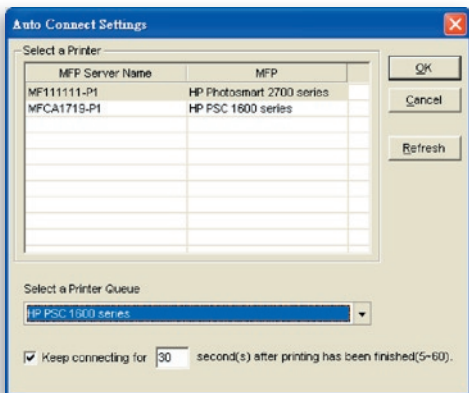 Auto Connect Settings
Select a Printer
MFP Server Name MFP
MF111111-P1 HP Photosmart 2700 series
MFCA1719-P1 HP PSC 1600 series
OK
Cancel
Refresh
Select a Printer Queue
HP PSC 1600 series
Keep connecting for 30 second(s) after printing has been finished(5~60).